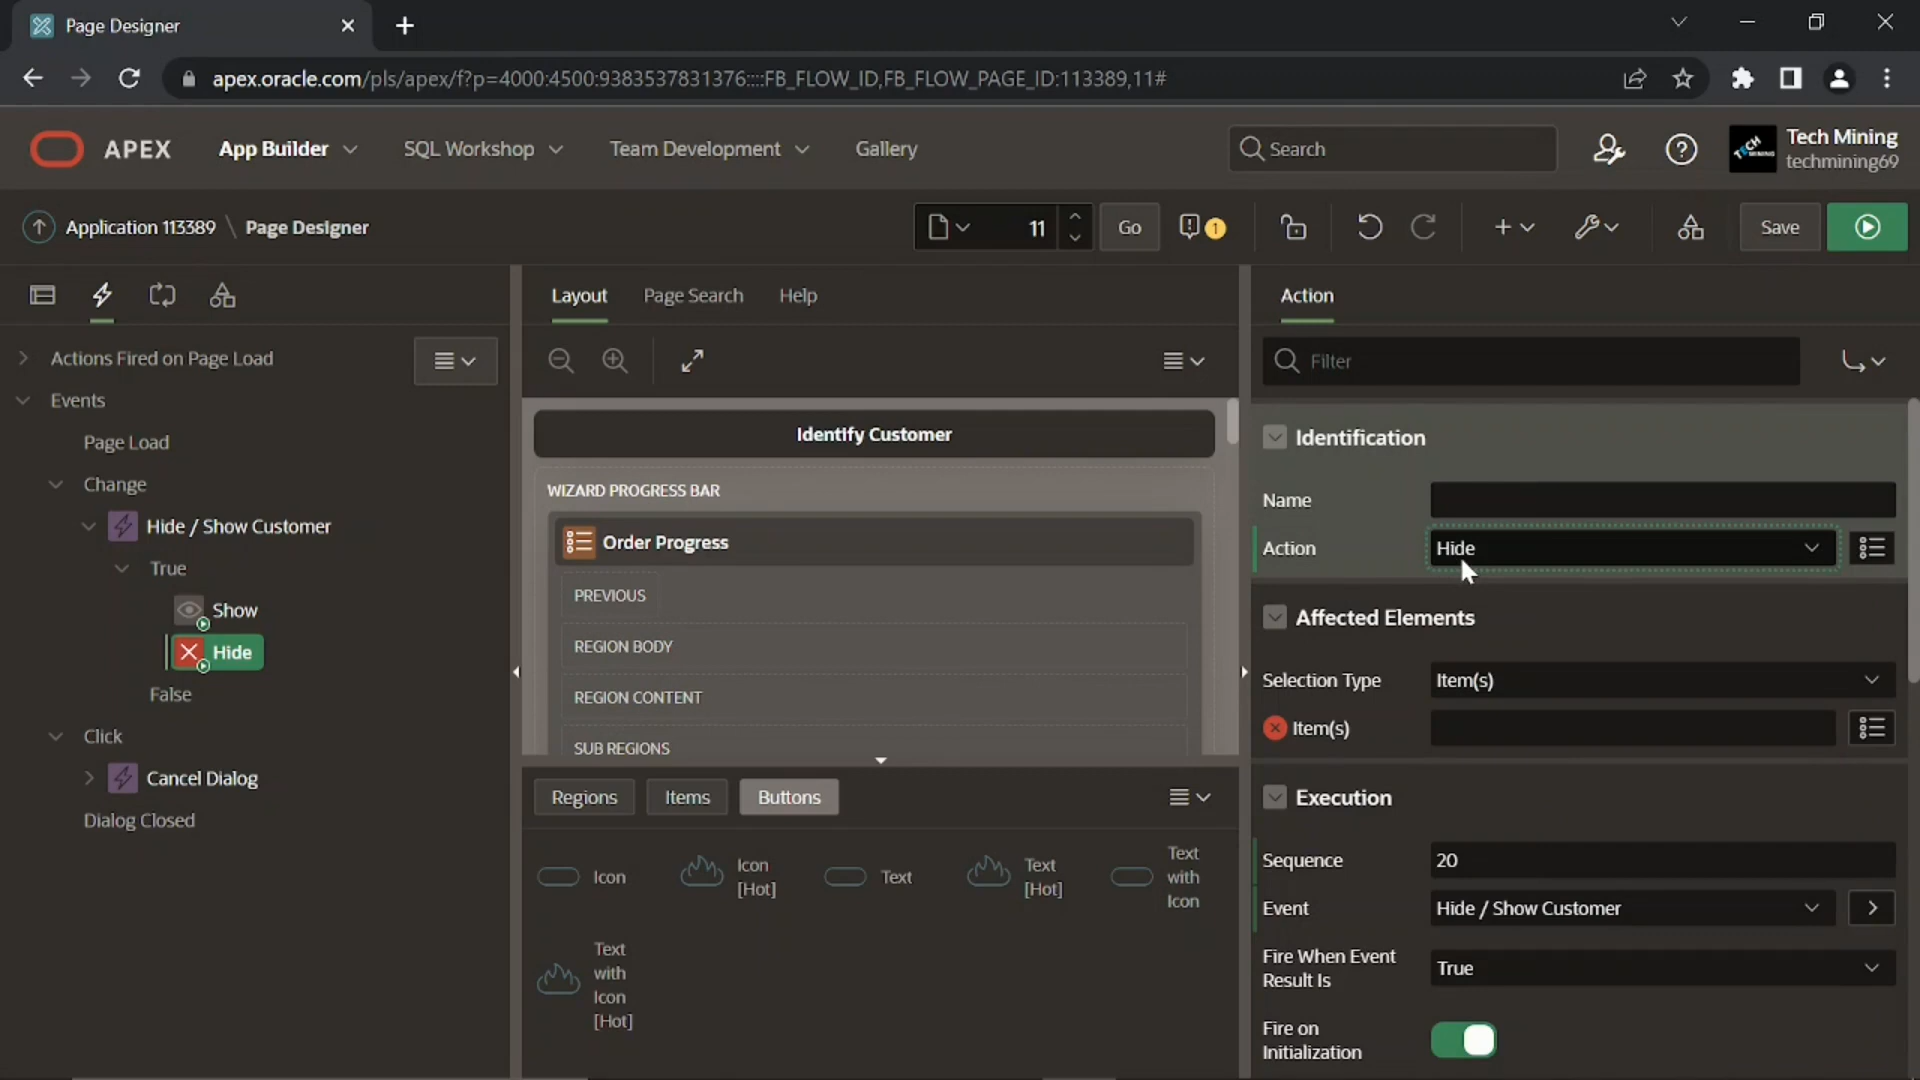 Page Designer
apex.oracle.com/pls/apex/f?p=4000:4500:9383537831376::::FB_FLOW_ID,FB_FLOW_PAGE_ID:113389,11#
APEX
App Builder
SQL Workshop
Team Development
Gallery
Search
Tech Mining
techmining69
Application 113389 \ Page Designer
11
Go
1
Save
Layout
Page Search
Help
Action
Actions Fired on Page Load
Events
Page Load
Change
Hide / Show Customer
True
Show
Hide
False
Click
Cancel Dialog
Dialog Closed
Identify Customer
WIZARD PROGRESS BAR
Order Progress
PREVIOUS
REGION BODY
REGION CONTENT
SUB REGIONS
Regions
Items
Buttons
Icon
Icon
[Hot]
Text
Text
[Hot]
Text
with
Icon
Text
with
Icon
[Hot]
Filter
Identification
Name
Action
Hide
Affected Elements
Selection Type
Item(s)
Item(s)
Execution
Sequence
20
Event
Hide / Show Customer
Fire When Event
Result Is
True
Fire on
Initialization